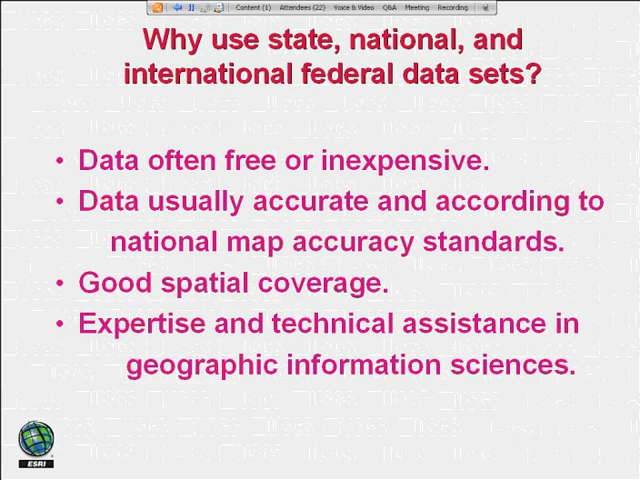 Content (1) Attendees (22) Voice & Video Q&A Meeting Recording
Why use state, national, and
international federal data sets?
• Data often free or inexpensive.
• Data usually accurate and according to
national map accuracy standards.
• Good spatial coverage.
• Expertise and technical assistance in
geographic information sciences.
ESRI